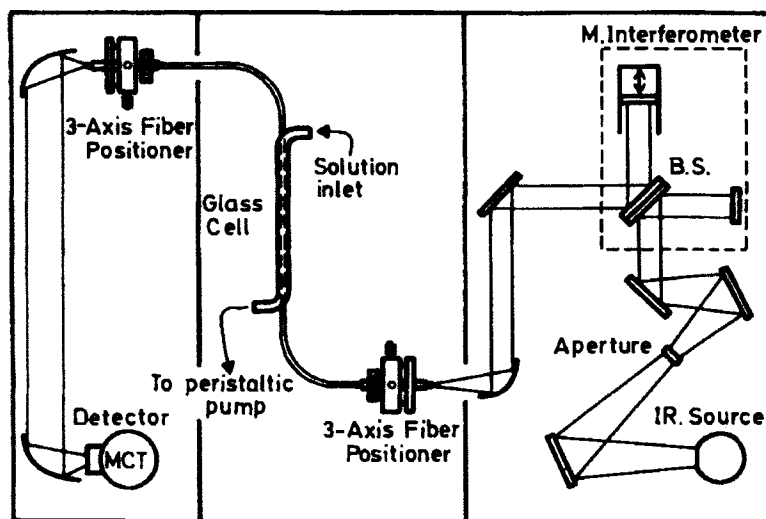 M. Interferometer
3-Axis Fiber
Positioner
Solution
inlet
B.S.
Glass
Cell
Aperture
To peristaltic
pump
Detector
MCT
3-Axis Fiber
Positioner
IR. Source